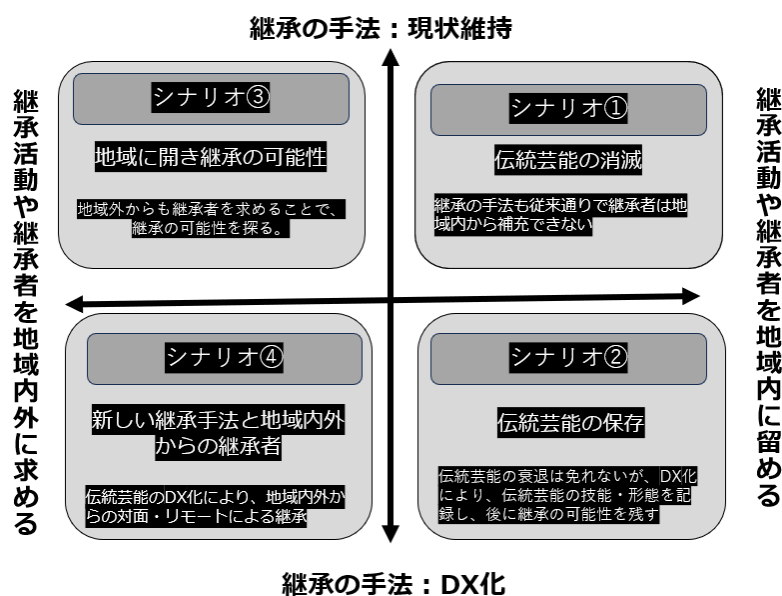 継承の手法：現状維持
継承活動や継承者を地域内外に求める
シナリオ③
地域に開き継承の可能性
地域外からも継承者を求めることで、
継承の可能性を探る。
シナリオ①
伝統芸能の消滅
継承の手法も従来通りで継承者は地
域内から補充できない
継承活動や継承者を地域内に留める
シナリオ④
新しい継承手法と地域内外
からの継承者
伝統芸能のDX化により、地域内外か
らの対面・リモートによる継承
シナリオ②
伝統芸能の保存
伝統芸能の衰退は免れないが、DX化
により、伝統芸能の技能・形態を記
録し、後に継承の可能性を残す
継承の手法：DX化